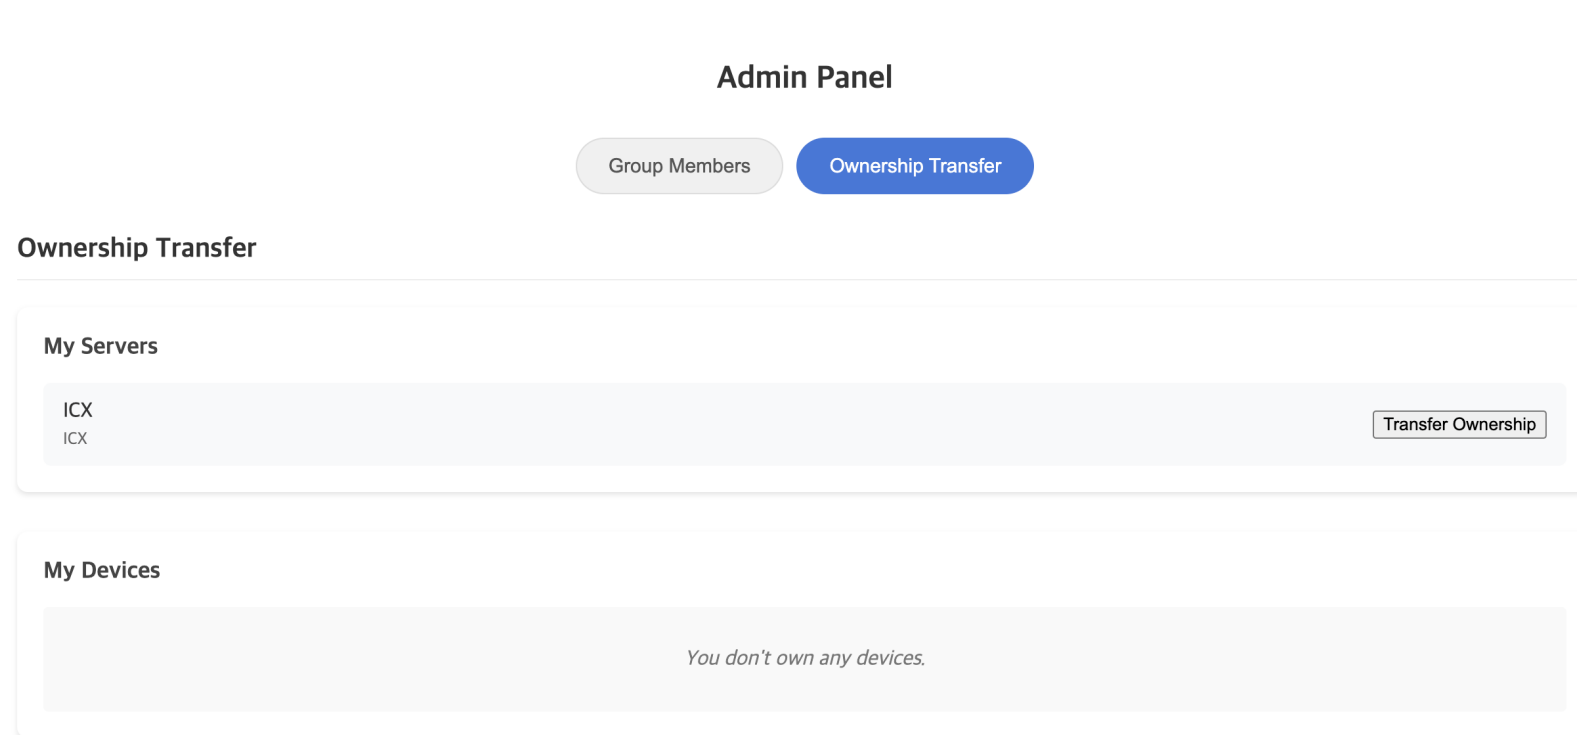 Admin Panel
Group Members
Ownership Transfer
Ownership Transfer
My Servers
ICX
ICX
Transfer Ownership
My Devices
You don't own any devices.